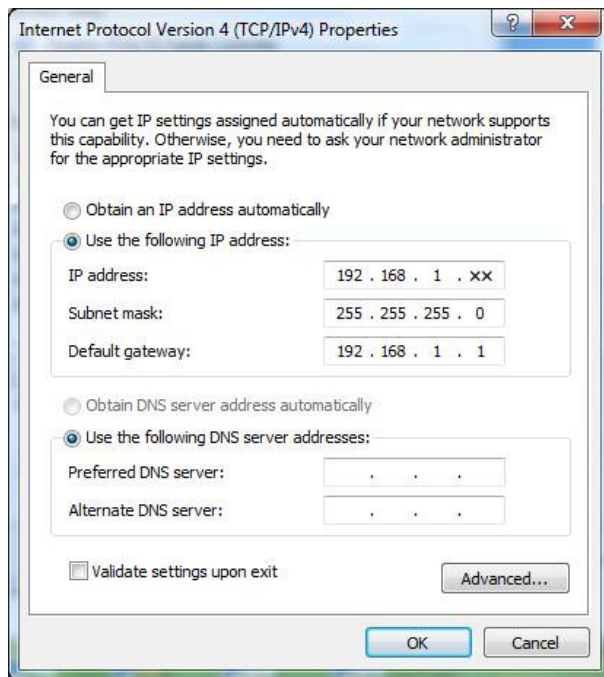 Internet Protocol Version 4 (TCP/IPv4) Properties
? X
General
You can get IP settings assigned automatically if your network supports
this capability. Otherwise, you need to ask your network administrator
for the appropriate IP settings.
Obtain an IP address automatically
Use the following IP address:
IP address: 192 . 168 . 1 . XX
Subnet mask: 255 . 255 . 255 . 0
Default gateway: 192 . 168 . 1 . 1
Obtain DNS server address automatically
Use the following DNS server addresses:
Preferred DNS server: . . .
Alternate DNS server: . . .
Validate settings upon exit
Advanced...
OK Cancel